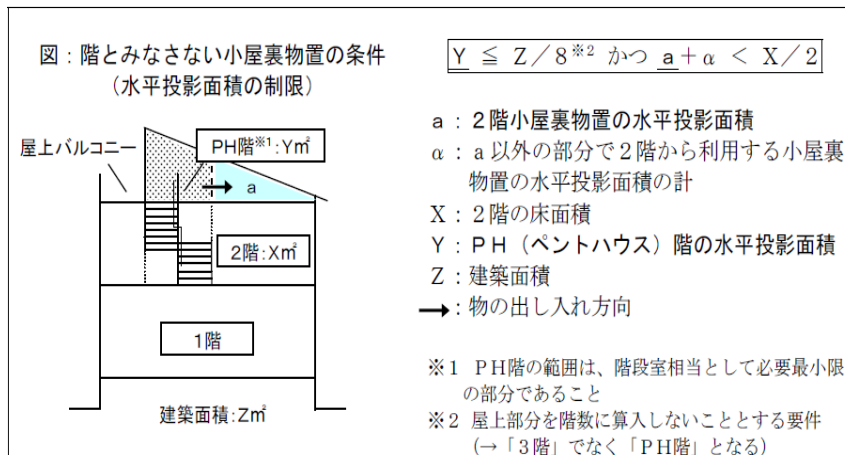 図：階とみなさない小屋裏物置の条件
（水平投影面積の制限）
屋上バルコニー
PH階※1：Y㎡
a
2階：X㎡
1階
建築面積：Z㎡
Y ≦ Z／8※2 かつ a＋α ＜ X／2
a：2階小屋裏物置の水平投影面積
α：a以外の部分で2階から利用する小屋裏
物置の水平投影面積の計
X：2階の床面積
Y：PH（ペントハウス）階の水平投影面積
Z：建築面積
→：物の出し入れ方向
※1 PH階の範囲は、階段室相当として必要最小限
の部分であること
※2 屋上部分を階数に算入しないこととする要件
（→「3階」でなく「PH階」となる）